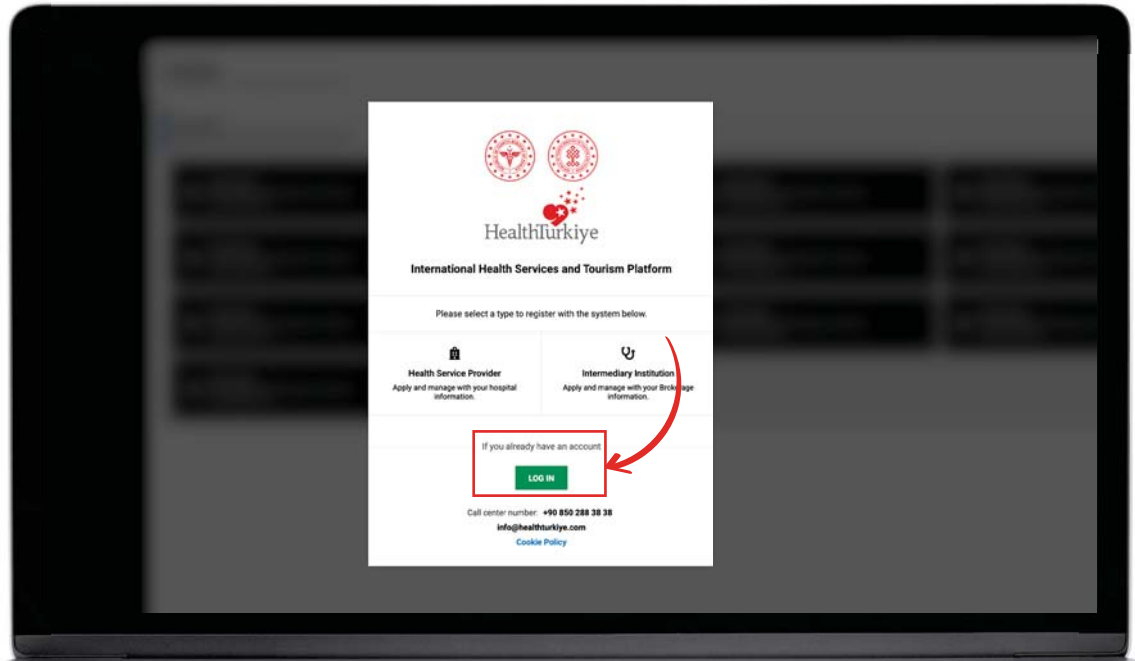 HealthTürkiye
International Health Services and Tourism Platform
Please select a type to register with the system below.
Health Service Provider
Apply and manage with your hospital
information.
Intermediary Institution
Apply and manage with your Brokerage
information.
If you already have an account
LOG IN
Call center number: +90 850 288 38 38
info@healthturkiye.com
Cookie Policy